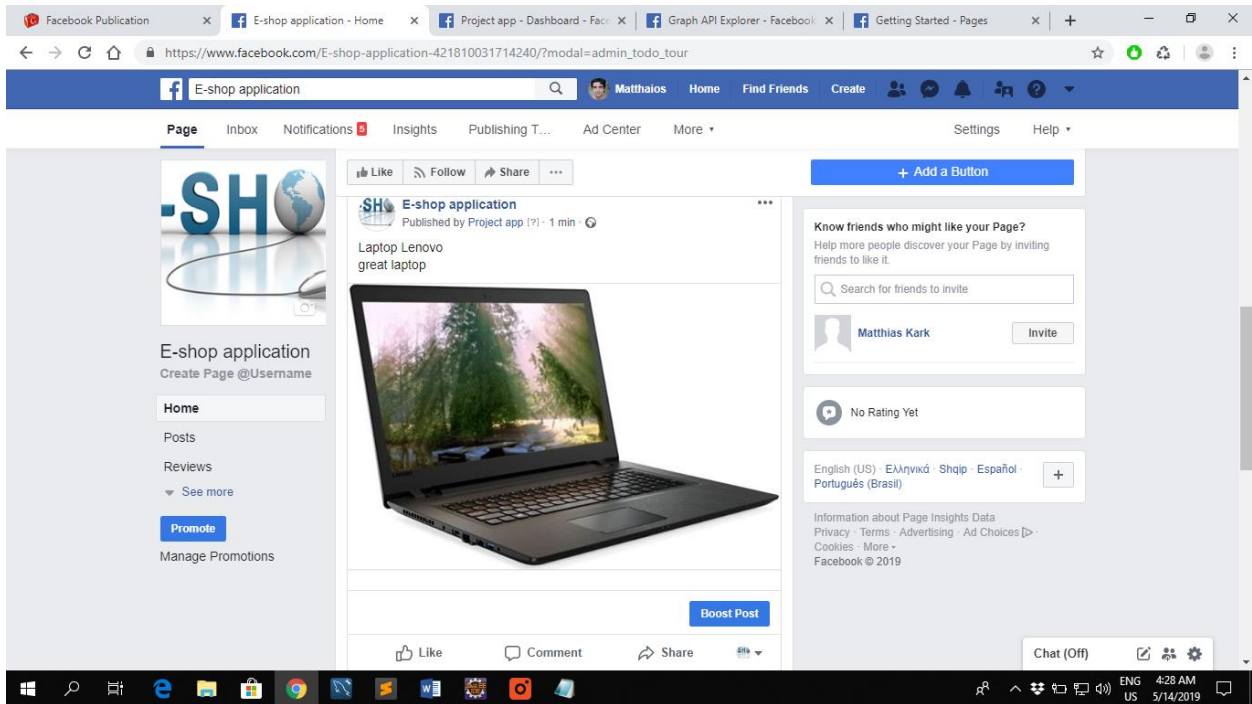 Facebook Publication
E-shop application - Home
Project app - Dashboard - Face
Graph API Explorer - Facebook
Getting Started - Pages
https://www.facebook.com/E-shop-application-421810031714240/?modal=admin_todo_tour
E-shop application
Matthaios Home Find Friends Create
Page Inbox Notifications 5 Insights Publishing T... Ad Center More Settings Help
-SH
E-shop application
Create Page @Username
Home
Posts
Reviews
See more
Promote
Manage Promotions
Like Follow Share ...
+ Add a Button
-SH
E-shop application
Published by Project app [?] · 1 min ·
Laptop Lenovo
great laptop
Boost Post
Like Comment Share
Know friends who might like your Page?
Help more people discover your Page by inviting
friends to like it.
Search for friends to invite
Matthias Kark Invite
No Rating Yet
English (US) · Ελληνικά · Shqip · Español ·
Português (Brasil)
Information about Page Insights Data
Privacy · Terms · Advertising · Ad Choices ·
Cookies · More
Facebook © 2019
Chat (Off)
ENG 4:28 AM
US 5/14/2019